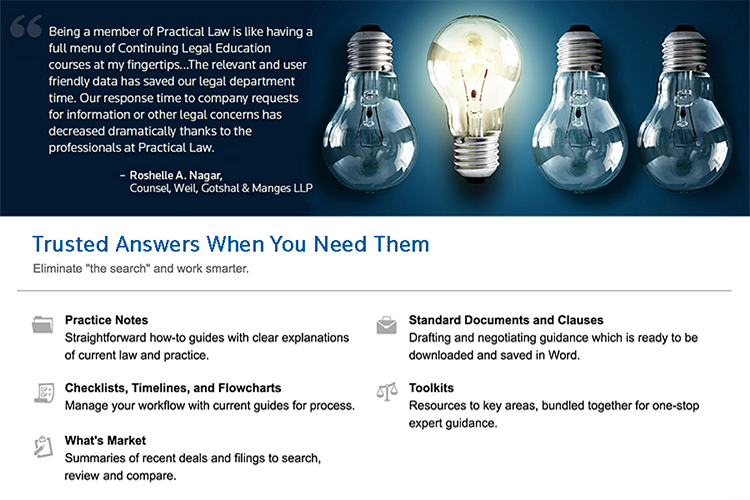 “
Being a member of Practical Law is like having a
full menu of Continuing Legal Education
courses at my fingertips...The relevant and user
friendly data has saved our legal department
time. Our response time to company requests
for information or other legal concerns has
decreased dramatically thanks to the
professionals at Practical Law.
– Roshelle A. Nagar,
Counsel, Weil, Gotshal & Manges LLP
Trusted Answers When You Need Them
Eliminate "the search" and work smarter.
Practice Notes
Straightforward how-to guides with clear explanations
of current law and practice.
Checklists, Timelines, and Flowcharts
Manage your workflow with current guides for process.
What's Market
Summaries of recent deals and filings to search,
review and compare.
Standard Documents and Clauses
Drafting and negotiating guidance which is ready to be
downloaded and saved in Word.
Toolkits
Resources to key areas, bundled together for one-stop
expert guidance.